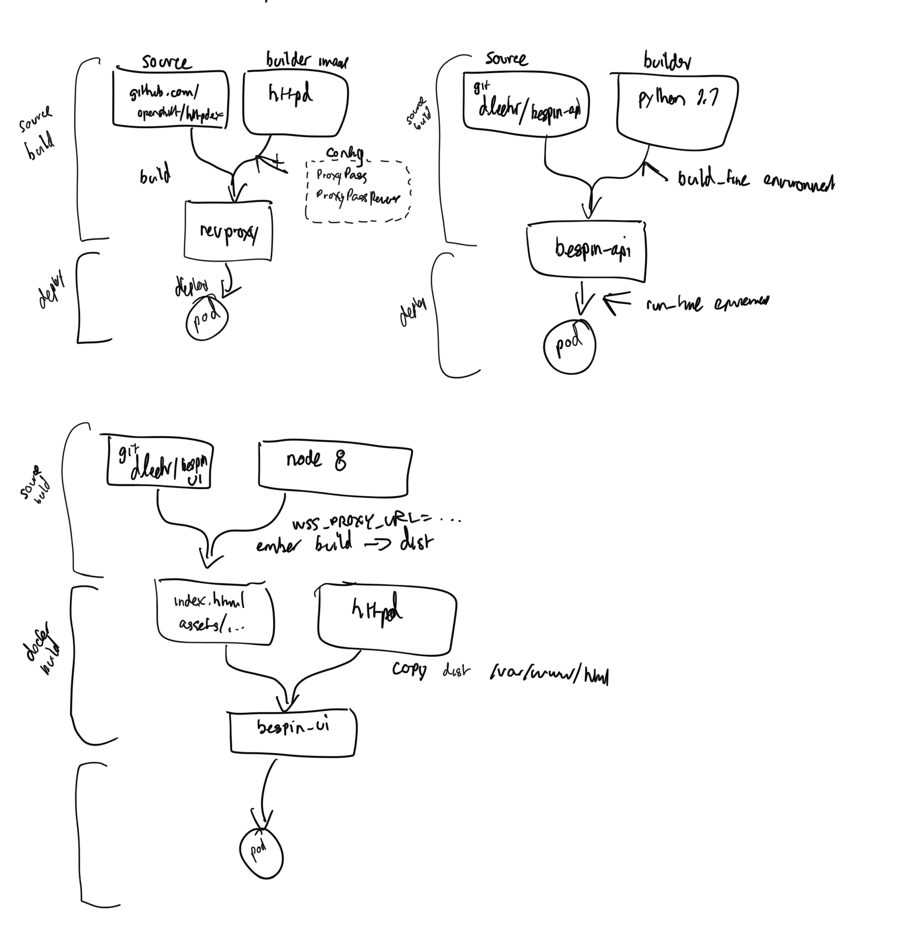 source
builder image
github.com/
openshift/httpd-ex
httpd
source
build
build
config
ProxyPass
ProxyPassReverse
revproxy
deploy
deploy
pod
source
builder
git
dleehr/bespin-api
python 2.7
source
build
build_time environment
bespin-api
deploy
run_time environment
pod
git
dleehr/bespin
ui
node 8
source
build
WSS_PROXY_URL= ...
ember build -> dist
index.html
assets/...
httpd
docker
build
copy dist /var/www/html
bespin_ui
pod